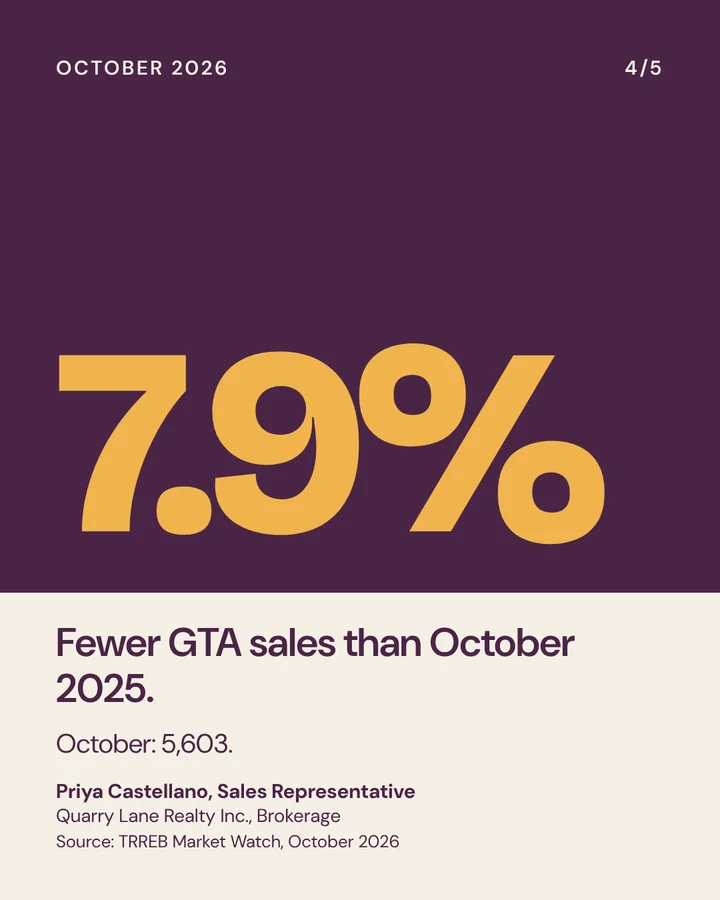 OCTOBER 2026
4/5
7.9%
Fewer GTA sales than October
2025.
October: 5,603.
Priya Castellano, Sales Representative
Quarry Lane Realty Inc., Brokerage
Source: TRREB Market Watch, October 2026